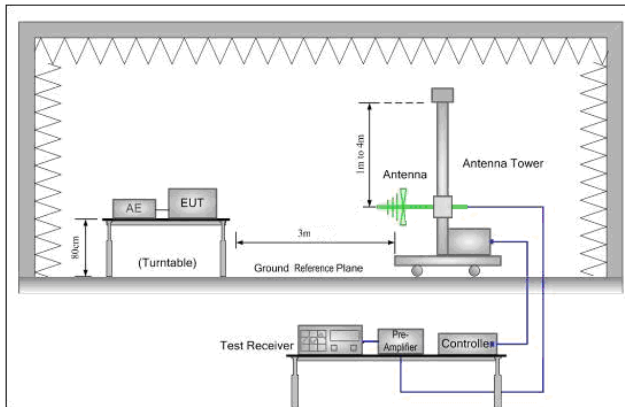 1m to 4m
Antenna
Antenna Tower
AE
EUT
80cm
(Turntable)
3m
Ground Reference Plane
Test Receiver
Pre-
Amplifier
Controller